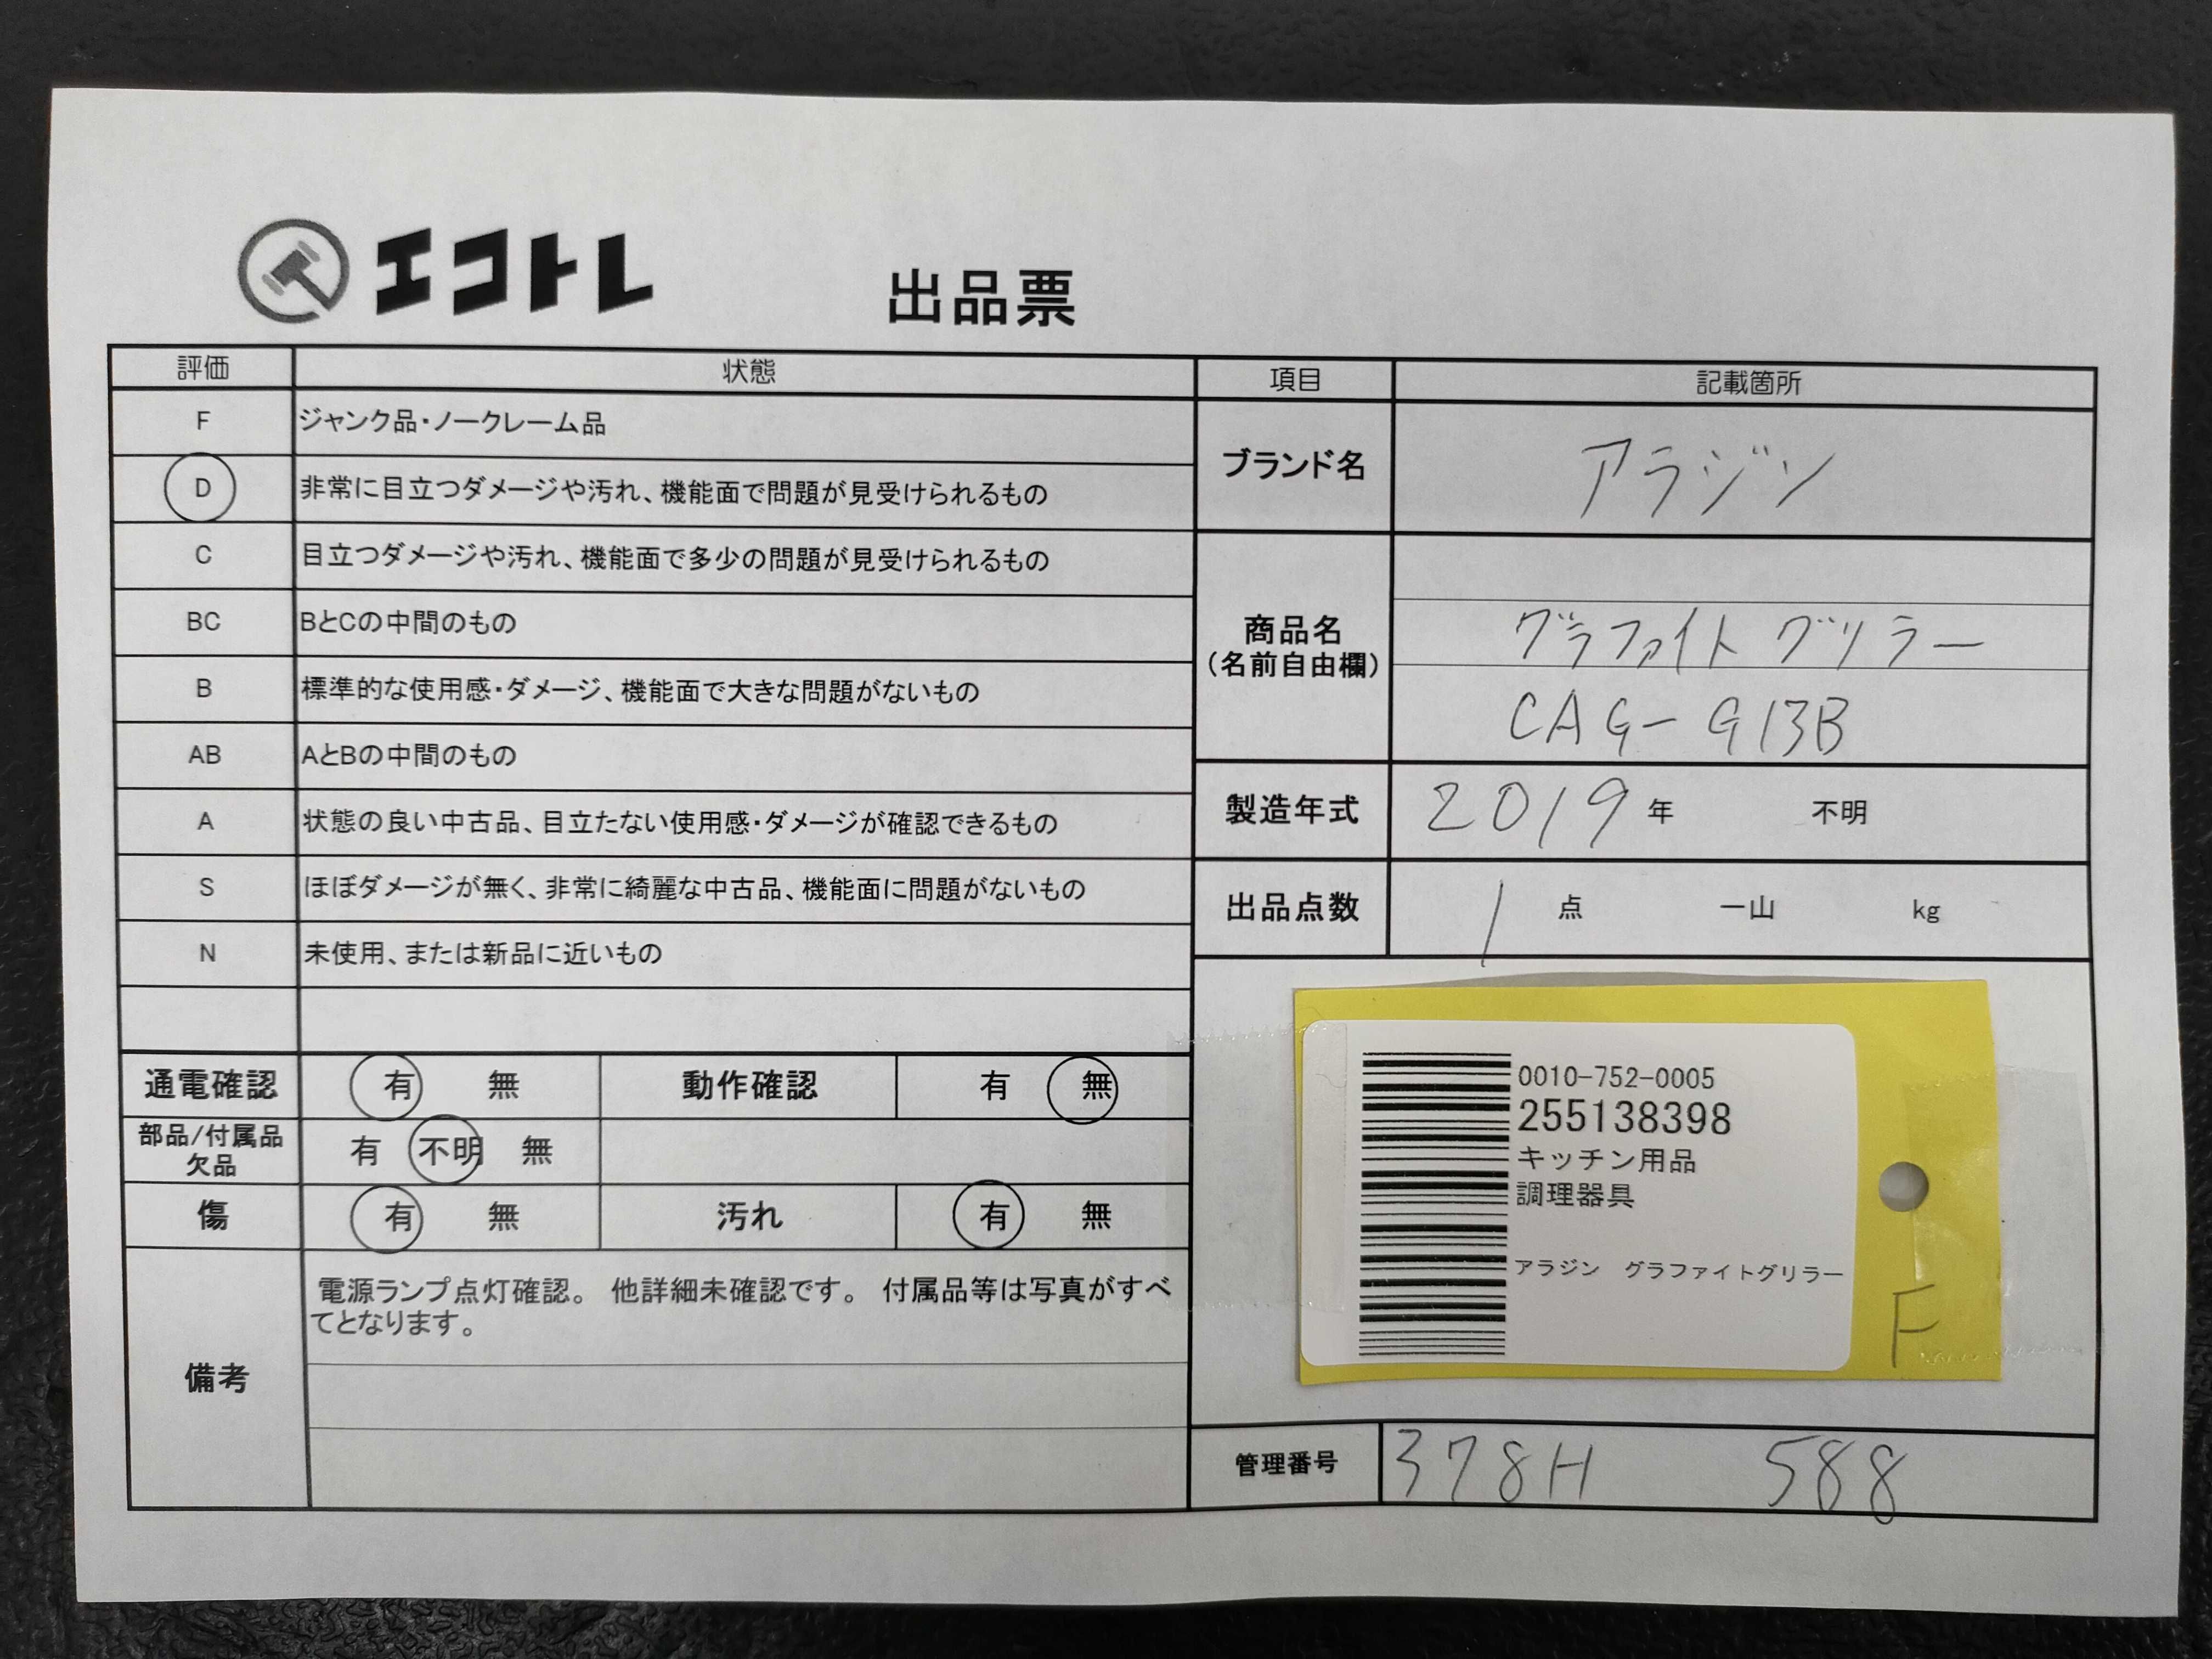 エコトレ
出品票
評価 状態
F ジャンク品・ノークレーム品
D 非常に目立つダメージや汚れ、機能面で問題が見受けられるもの
C 目立つダメージや汚れ、機能面で多少の問題が見受けられるもの
BC BとCの中間のもの
B 標準的な使用感・ダメージ、機能面で大きな問題がないもの
AB AとBの中間のもの
A 状態の良い中古品、目立たない使用感・ダメージが確認できるもの
S ほぼダメージが無く、非常に綺麗な中古品、機能面に問題がないもの
N 未使用、または新品に近いもの
通電確認 有 無 動作確認 有 無
部品/付属品
欠品
有 不明 無
傷 有 無 汚れ 有 無
備考
電源ランプ点灯確認。 他詳細未確認です。 付属品等は写真がすべ
てとなります。
項目 記載箇所
ブランド名 アラジン
商品名
(名前自由欄)
グラファイトグリラー
CAG-G13B
製造年式 2019 年 不明
出品点数 1 点 一山 kg
0010-752-0005
255138398
キッチン用品
調理器具
アラジン グラファイトグリラー
F
管理番号 378H 588